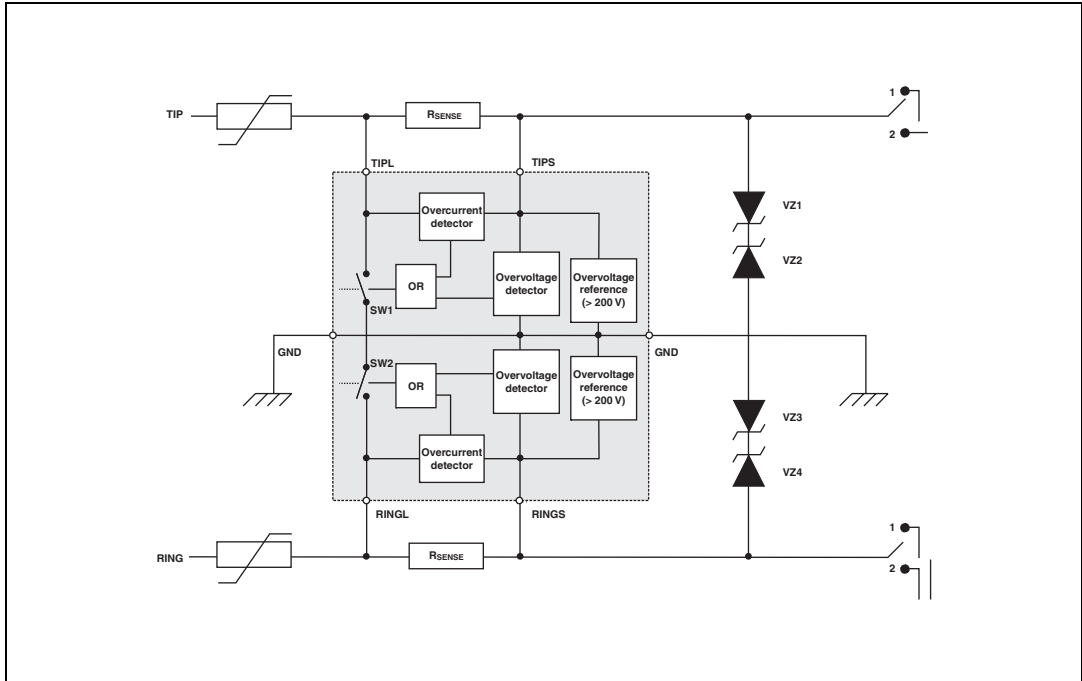 1
TIP
RSENSE
2
TIPL
TIPS
Overcurrent
detector
VZ1
OR
Overvoltage
detector
Overvoltage
reference
(> 200 V)
VZ2
SW1
GND
GND
SW2
OR
Overvoltage
detector
Overvoltage
reference
(> 200 V)
VZ3
Overcurrent
detector
VZ4
RINGL
RINGS
1
RING
RSENSE
2